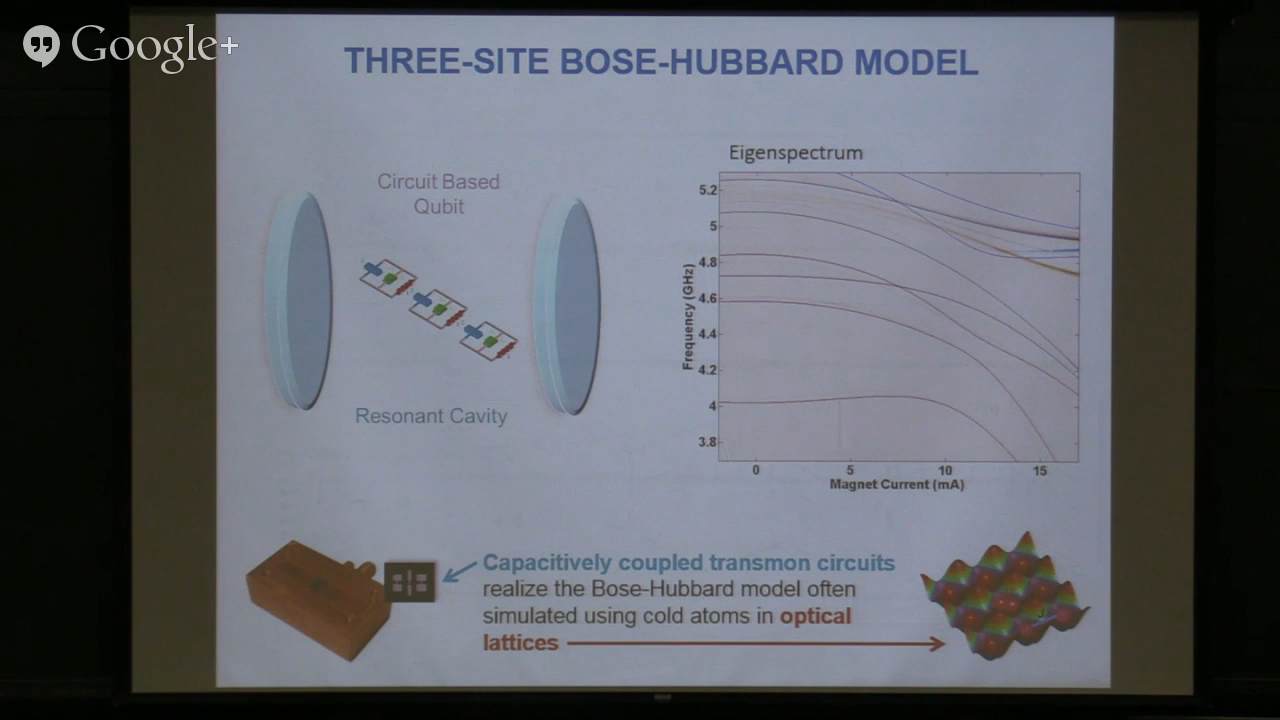 Google+
THREE-SITE BOSE-HUBBARD MODEL
Circuit Based
Qubit
Resonant Cavity
Eigenspectrum
5.2
5
4.8
4.6
4.4
4.2
4
3.8
Frequency (GHz)
0 5 10 15
Magnet Current (mA)
Capacitively coupled transmon circuits
realize the Bose-Hubbard model often
simulated using cold atoms in optical
lattices